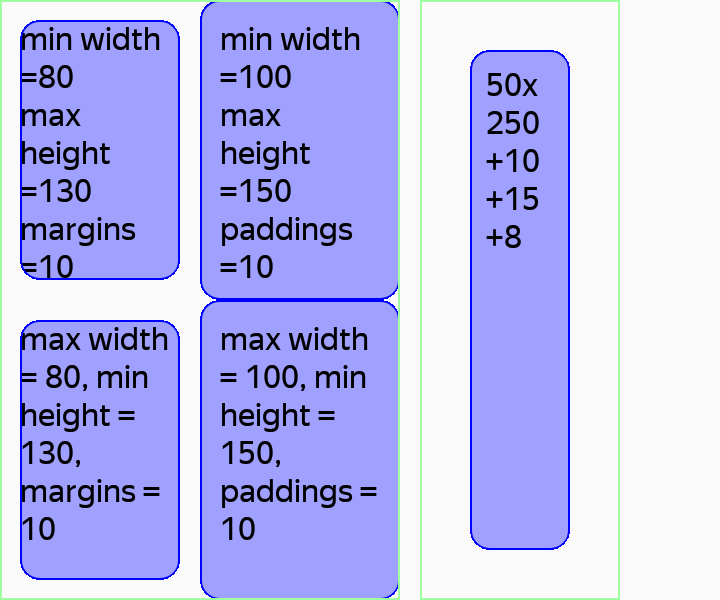 min width
=80
max
height
=130
margins
=10
min width
=100
max
height
=150
paddings
=10
max width
= 80, min
height =
130,
margins =
10
max width
= 100, min
height =
150,
paddings =
10
50x
250
+10
+15
+8